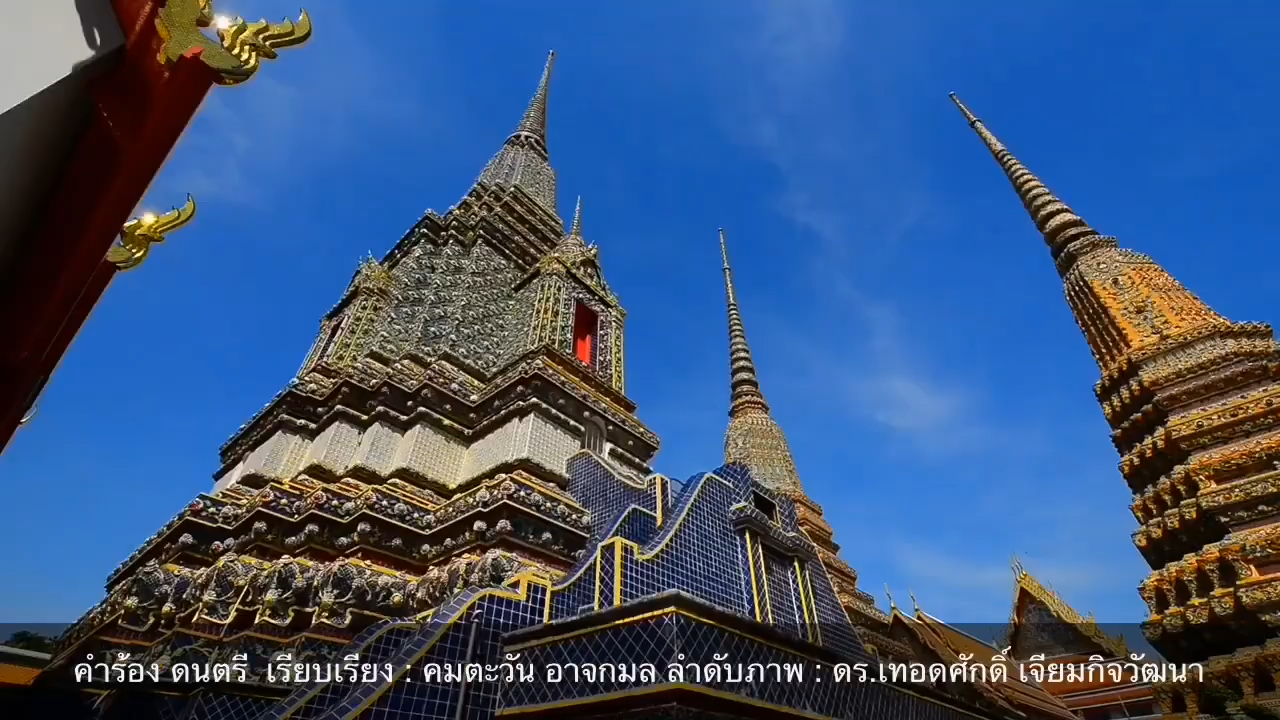 คำร้อง ดนตรี  เรียบเรียง : คมตะวัน อาจกมล ลำดับภาพ : ดร.เทอดศักดิ์ เจียมกิจวัฒนา